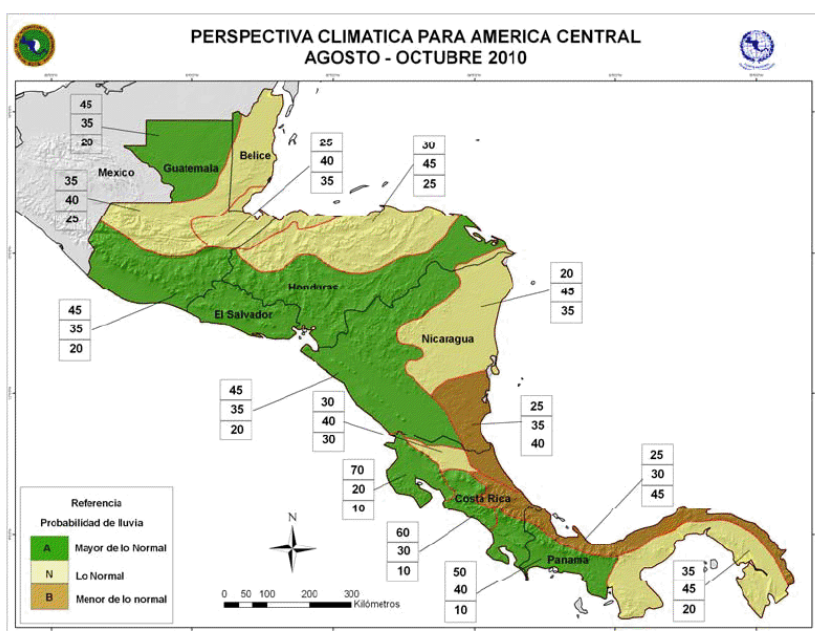 PERSPECTIVA CLIMATICA PARA AMERICA CENTRAL
AGOSTO - OCTUBRE 2010
45
35
20
Guatemala
Belice
Mexico
35
40
25
25
40
35
30
45
25
Honduras
El Salvador
45
35
20
20
45
35
Nicaragua
45
35
20
30
40
30
25
35
40
70
20
10
Costa Rica
25
30
45
60
30
10
50
40
10
Panama
35
45
20
Referencia
Probabilidad de lluvia
A Mayor de lo Normal
N Lo Normal
B Menor de lo normal
N
0 50 100 200 300
Kilómetros